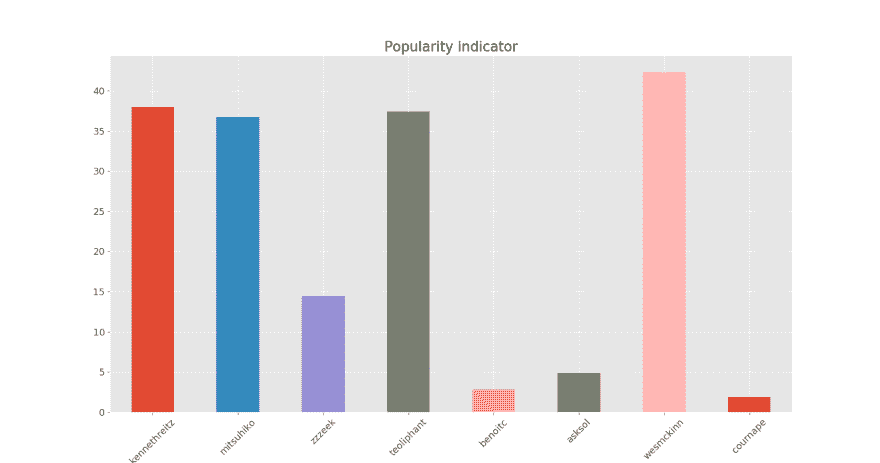 Popularity indicator
40
35
30
25
20
15
10
5
0
kennethreitz
mitsuhiko
zzzeek
teoliphant
benoitc
asksol
wesmckinn
cournape